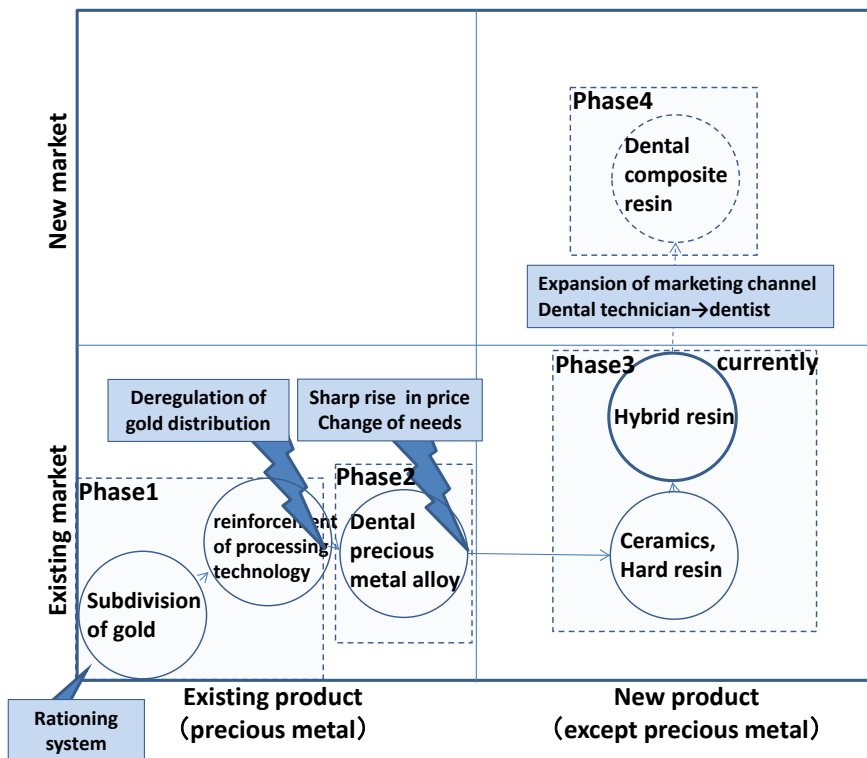 New market
Existing market
Phase4
Dental
composite
resin
Expansion of marketing channel
Dental technician→dentist
Phase3
currently
Hybrid resin
Ceramics,
Hard resin
Deregulation of
gold distribution
Sharp rise in price
Change of needs
Phase1
reinforcement
of processing
technology
Subdivision
of gold
Phase2
Dental
precious
metal alloy
Rationing
system
Existing product
（precious metal）
New product
（except precious metal）